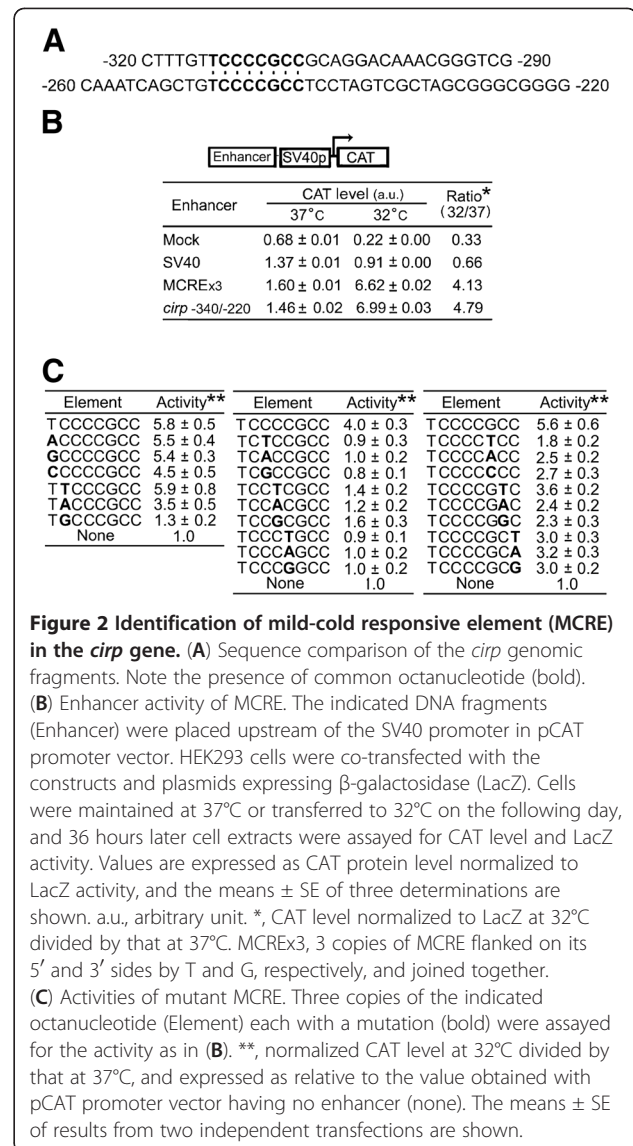 A
-320 CTTTGTTCCCCGCCGCAGGACAAACGGGTCG -290
-260 CAAATCAGCTGTCCCCGCCTCCTAGTCGCTAGCGGGCGGGG -220
B
Enhancer SV40p CAT
Enhancer CAT level (a.u.) Ratio*
37°C 32°C (32/37)
Mock 0.68 ± 0.01 0.22 ± 0.00 0.33
SV40 1.37 ± 0.01 0.91 ± 0.00 0.66
MCREx3 1.60 ± 0.01 6.62 ± 0.02 4.13
cirp -340/-220 1.46 ± 0.02 6.99 ± 0.03 4.79
C
Element Activity**
TCCCCGCC 5.8 ± 0.5
ACCCCGCC 5.5 ± 0.4
GCCCCGCC 5.4 ± 0.3
CCCCCGCC 4.5 ± 0.5
TTCCCGCC 5.9 ± 0.8
TACCCGCC 3.5 ± 0.5
TGCCCGCC 1.3 ± 0.2
None 1.0
Element Activity**
TCCCCGCC 4.0 ± 0.3
TCTCCGCC 0.9 ± 0.3
TCACCGCC 1.0 ± 0.2
TCGCCGCC 0.8 ± 0.1
TCCTCGCC 1.4 ± 0.2
TCCACGCC 1.2 ± 0.2
TCCGCGCC 1.6 ± 0.3
TCCCTGCC 0.9 ± 0.1
TCCCAGCC 1.0 ± 0.2
TCCCGGCC 1.0 ± 0.2
None 1.0
Element Activity**
TCCCCGCC 5.6 ± 0.6
TCCCCTCC 1.8 ± 0.2
TCCCCACC 2.5 ± 0.2
TCCCCCCC 2.7 ± 0.3
TCCCCGTC 3.6 ± 0.2
TCCCCGAC 2.4 ± 0.2
TCCCCGGC 2.3 ± 0.3
TCCCCGCT 3.0 ± 0.3
TCCCCGCA 3.2 ± 0.3
TCCCCGCG 3.0 ± 0.2
None 1.0
Figure 2 Identification of mild-cold responsive element (MCRE)
in the cirp gene. (A) Sequence comparison of the cirp genomic
fragments. Note the presence of common octanucleotide (bold).
(B) Enhancer activity of MCRE. The indicated DNA fragments
(Enhancer) were placed upstream of the SV40 promoter in pCAT
promoter vector. HEK293 cells were co-transfected with the
constructs and plasmids expressing β-galactosidase (LacZ). Cells
were maintained at 37°C or transferred to 32°C on the following day,
and 36 hours later cell extracts were assayed for CAT level and LacZ
activity. Values are expressed as CAT protein level normalized to
LacZ activity, and the means ± SE of three determinations are
shown. a.u., arbitrary unit. *, CAT level normalized to LacZ at 32°C
divided by that at 37°C. MCREx3, 3 copies of MCRE flanked on its
5′ and 3′ sides by T and G, respectively, and joined together.
(C) Activities of mutant MCRE. Three copies of the indicated
octanucleotide (Element) each with a mutation (bold) were assayed
for the activity as in (B). **, normalized CAT level at 32°C divided by
that at 37°C, and expressed as relative to the value obtained with
pCAT promoter vector having no enhancer (none). The means ± SE
of results from two independent transfections are shown.